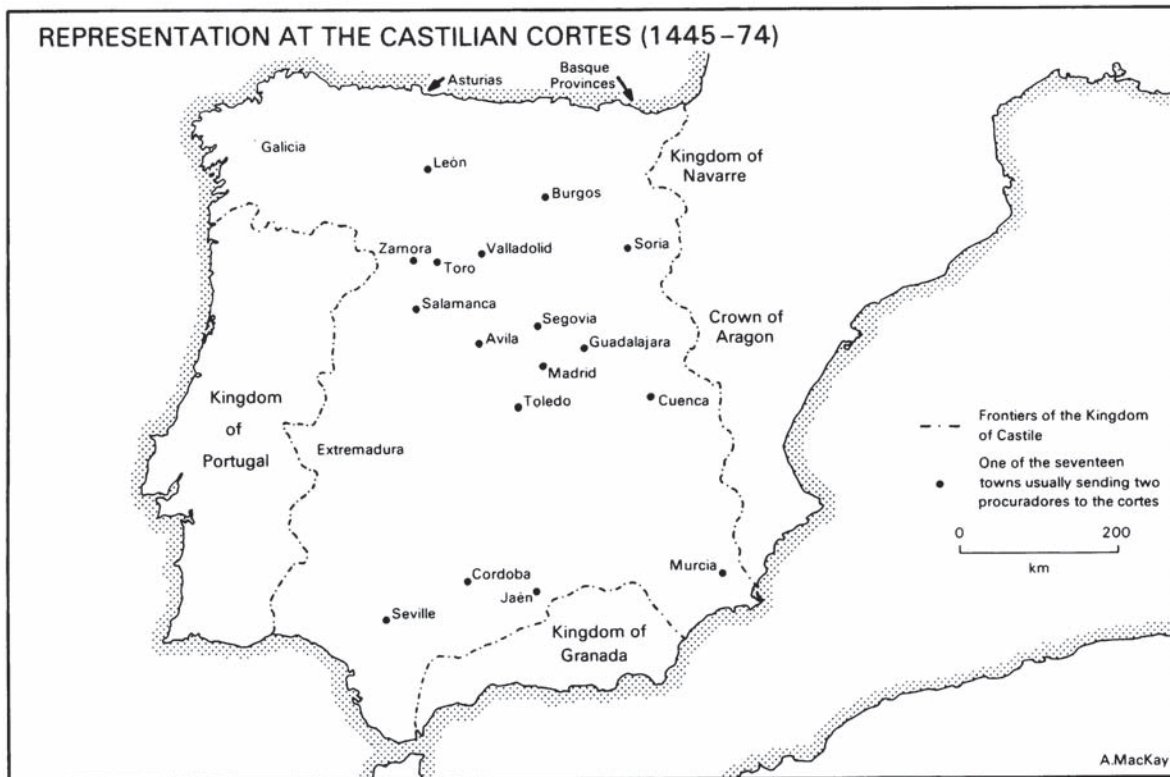 REPRESENTATION AT THE CASTILIAN CORTES (1445–74)
Asturias
Basque
Provinces
Galicia
León
Burgos
Kingdom of
Navarre
Zamora
Toro
Valladolid
Soria
Salamanca
Segovia
Avila
Guadalajara
Madrid
Crown of
Aragon
Toledo
Cuenca
Kingdom
of
Portugal
Extremadura
Frontiers of the Kingdom
of Castile
One of the seventeen
towns usually sending two
procuradores to the cortes
0 200
km
Cordoba
Jaén
Murcia
Seville
Kingdom of
Granada
A.MacKay